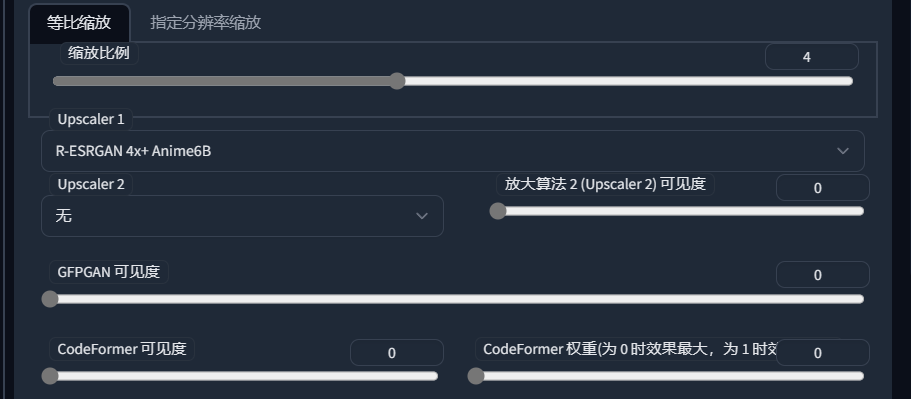 等比缩放 指定分辨率缩放
缩放比例 4
Upscaler 1
R-ESRGAN 4x+ Anime6B
Upscaler 2 放大算法 2 (Upscaler 2) 可见度 0
无
GFPGAN 可见度 0
CodeFormer 可见度 0 CodeFormer 权重(为 0 时效果最大，为 1 时 0